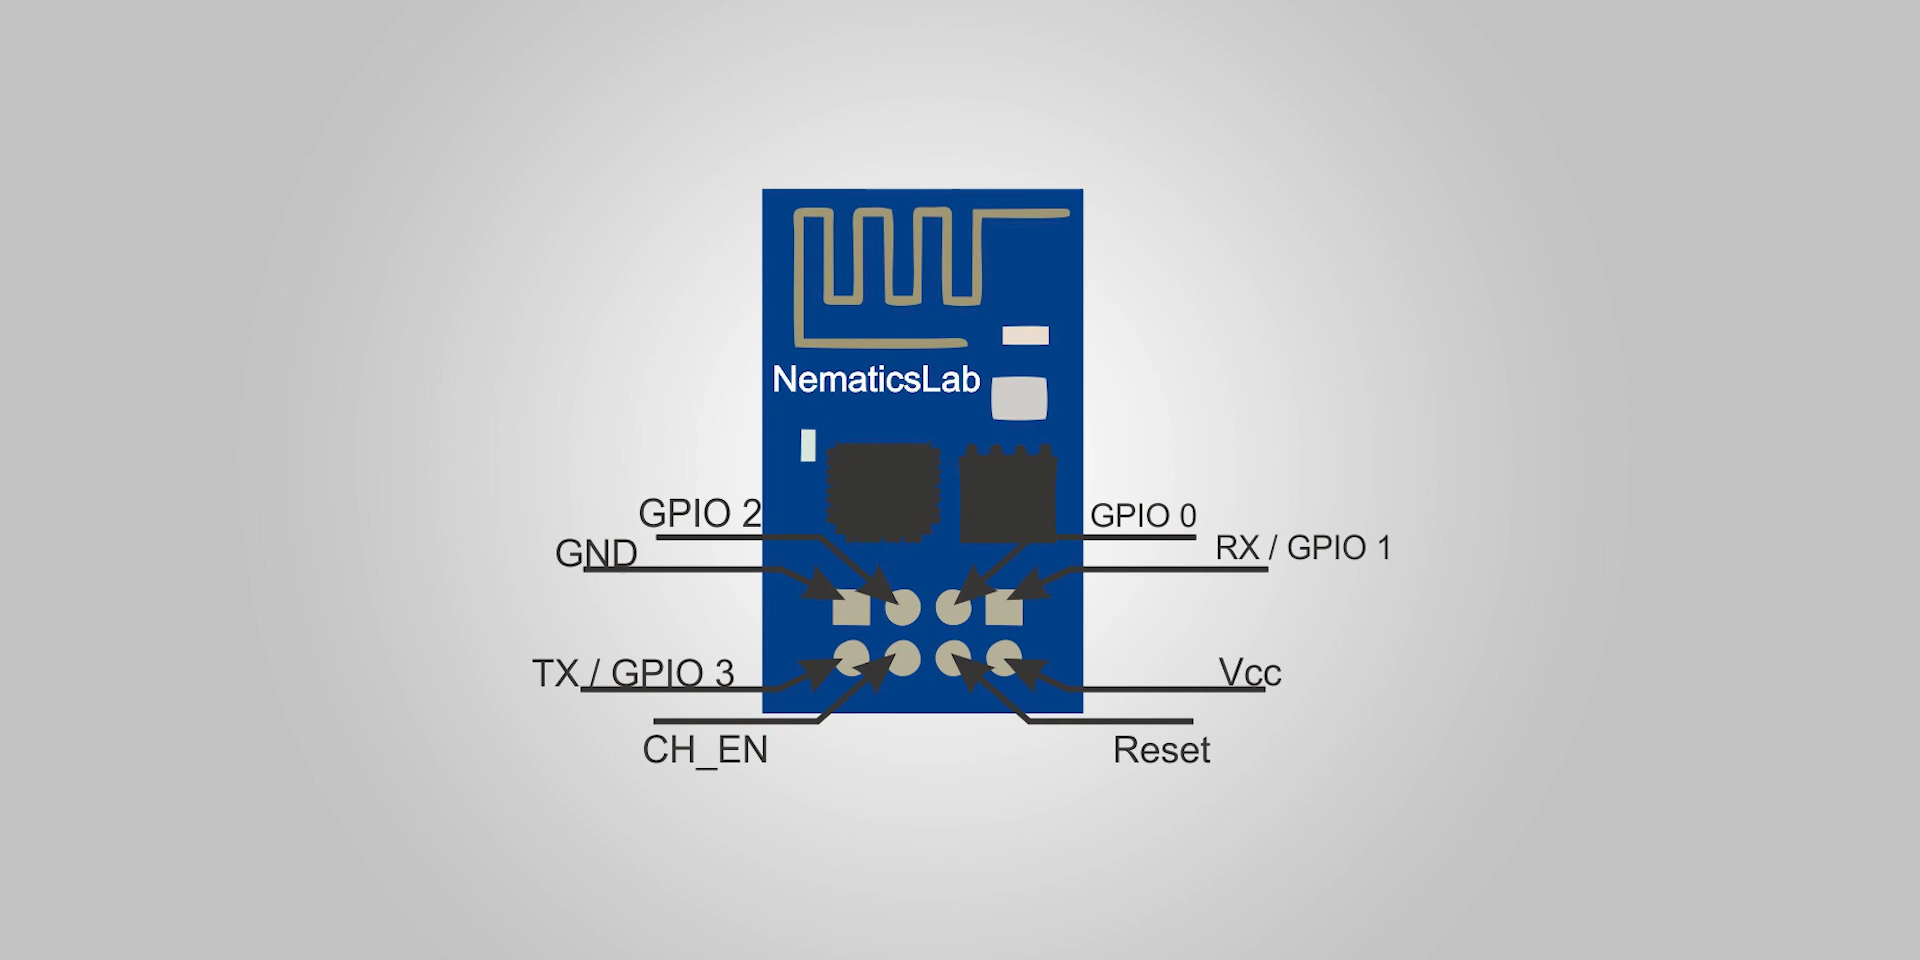 NematicsLab
GPIO 2
GPIO 0
GND
RX / GPIO 1
TX / GPIO 3
Vcc
CH_EN
Reset